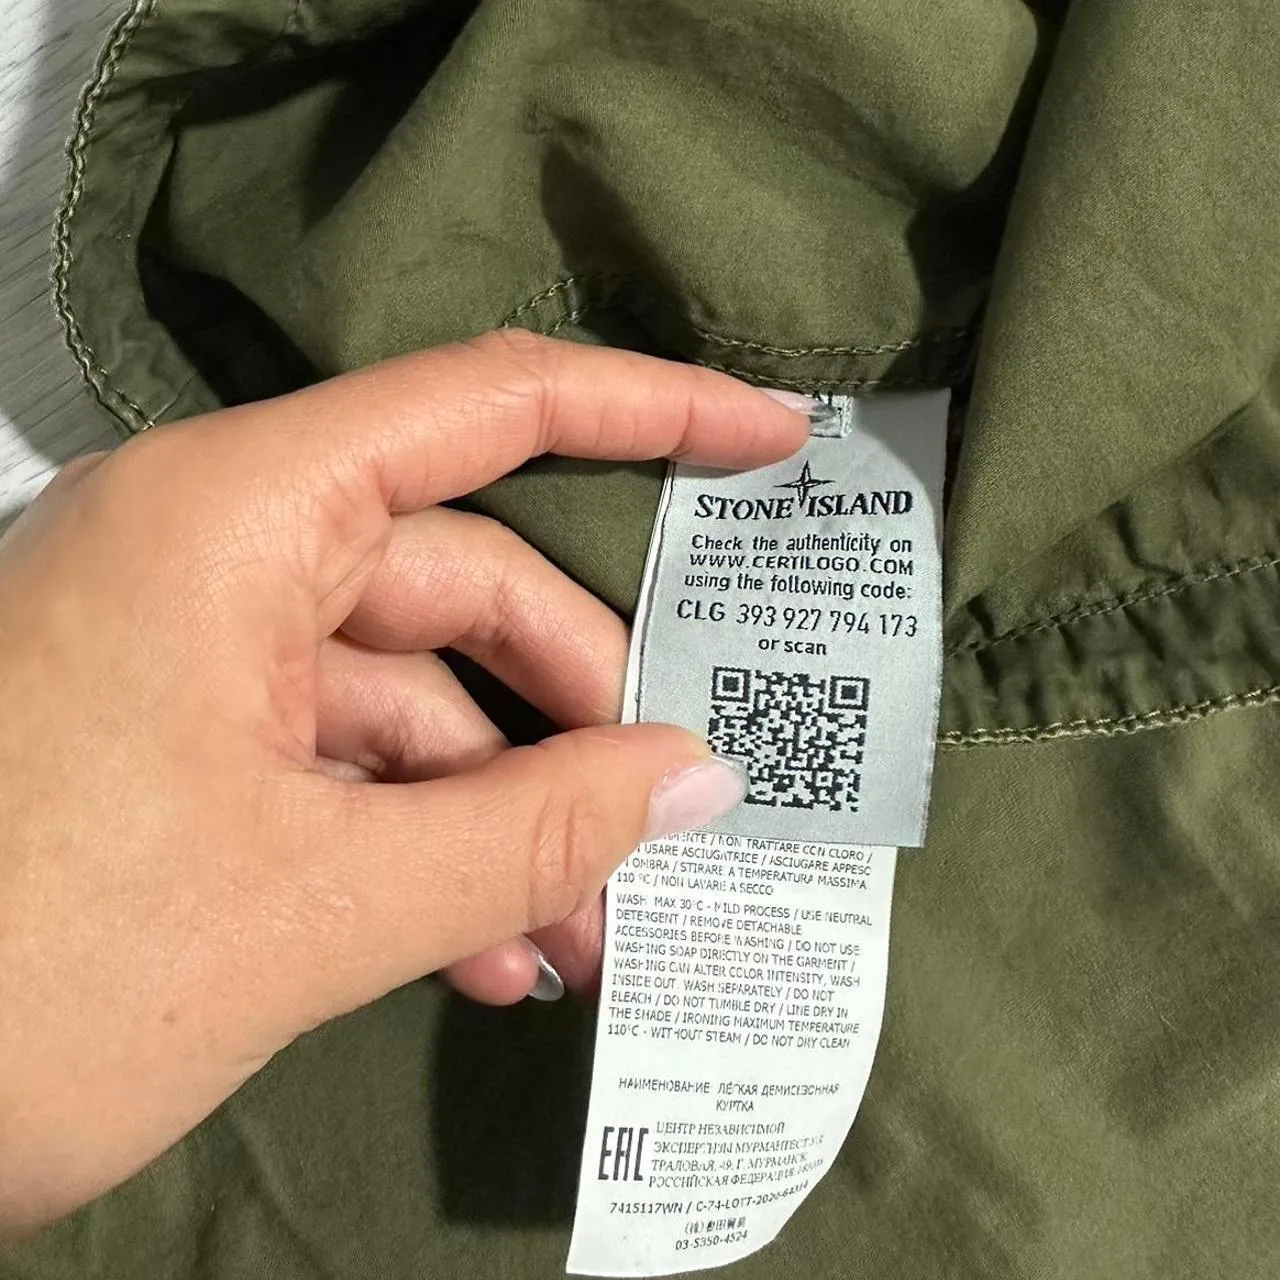 STONE ISLAND
Check the authenticity on
WWW.CERTILOGO.COM
using the following code:
CLG 393 927 794 173
or scan
NON TRATTARE CON CLORO /
USARE ASCIUGATRICE / ASCIUGARE APPESO
OMBRA / STIRARE A TEMPERATURA MASSIMA
110 °C / NON LAVARE A SECCO
WASH MAX 30°C - MILD PROCESS / USE NEUTRAL
DETERGENT / REMOVE DETACHABLE
ACCESSORIES BEFORE WASHING / DO NOT USE
WASHING SOAP DIRECTLY ON THE GARMENT /
WASHING CAN ALTER COLOR INTENSITY, WASH
INSIDE OUT, WASH SEPARATELY / DO NOT
BLEACH / DO NOT TUMBLE DRY / LINE DRY IN
THE SHADE / IRONING MAXIMUM TEMPERATURE
110°C - WITHOUT STEAM / DO NOT DRY CLEAN
НАИМЕНОВАНИЕ ЛЁГКАЯ ДЕМИСЕЗОННАЯ
КУРТКА
EAC
ЦЕНТР НЕЗАВИСИМОЙ
ЭКСПЕРТИЗЫ МУРМАНТЕСТ УЛ
ТРАЛОВАЯ, 49, Г. МУРМАНСК
РОССИЙСКАЯ ФЕДЕРАЦИЯ,
7415117WN / C-74-LOTT-2020-64314
03-5350-4524